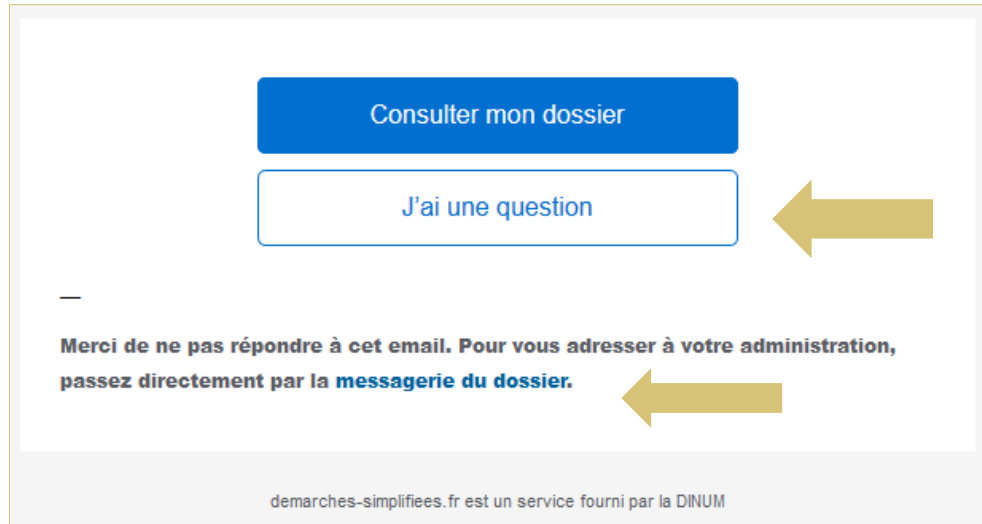 Consulter mon dossier
J'ai une question
—
Merci de ne pas répondre à cet email. Pour vous adresser à votre administration,
passez directement par la messagerie du dossier.
demarches-simplifiees.fr est un service fourni par la DINUM